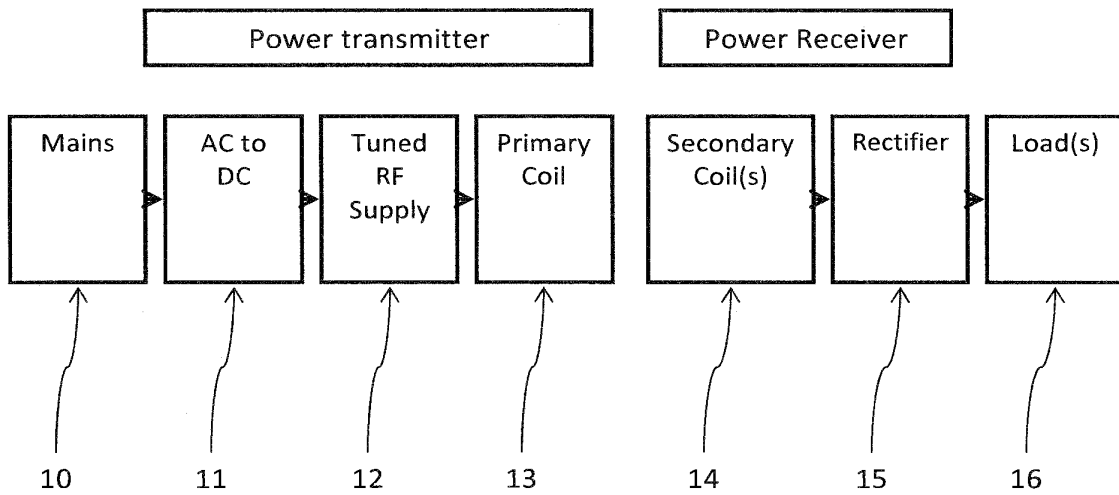 Power transmitter
Power Receiver
Mains
AC to
DC
Tuned
RF
Supply
Primary
Coil
Secondary
Coil(s)
Rectifier
Load(s)
10
11
12
13
14
15
16